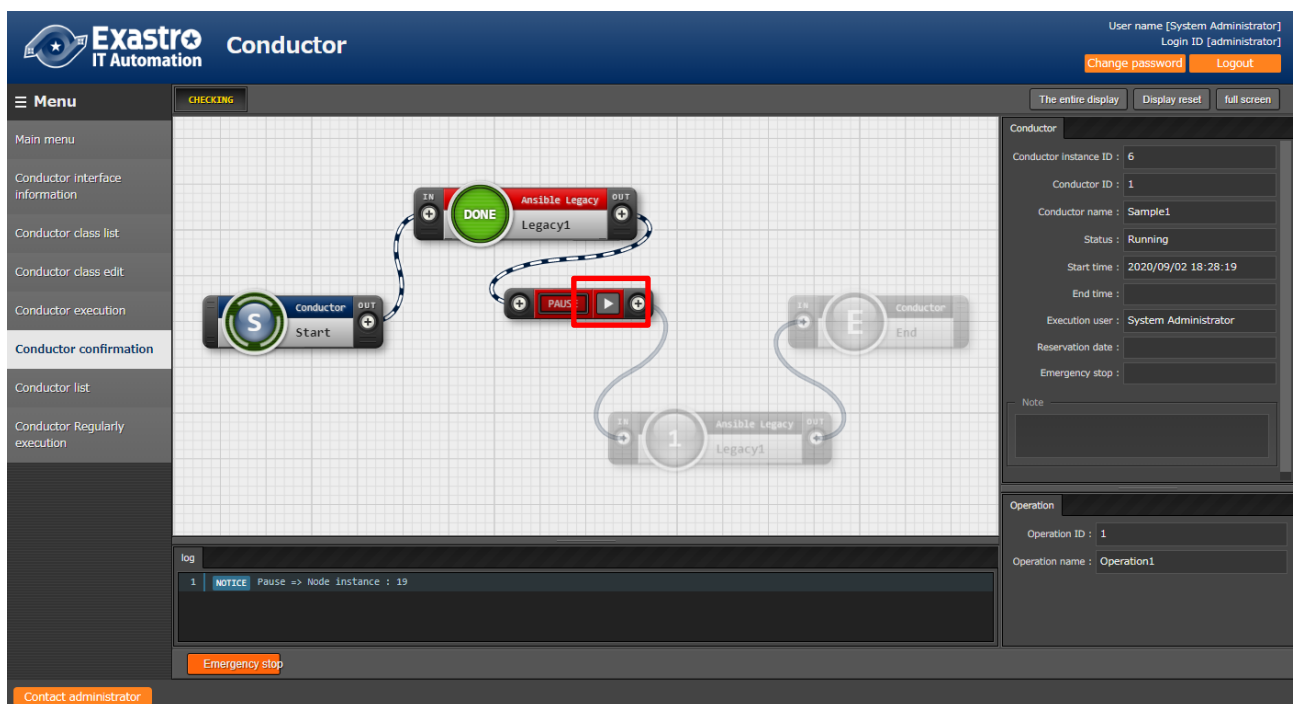 Exastro
IT Automation
Conductor
User name [System Administrator]
Login ID [administrator]
Change password
Logout
☰ Menu
CHECKING
The entire display
Display reset
full screen
Main menu
Conductor interface
information
Conductor class list
Conductor class edit
Conductor execution
Conductor confirmation
Conductor list
Conductor Regularly
execution
IN
Ansible Legacy
OUT
DONE
Legacy1
PAUSE
S
Conductor
OUT
Start
IN
Conductor
E
End
IN
Ansible Legacy
OUT
1
Legacy1
Conductor
Conductor instance ID : 6
Conductor ID : 1
Conductor name : Sample1
Status : Running
Start time : 2020/09/02 18:28:19
End time :
Execution user : System Administrator
Reservation date :
Emergency stop :
Note
Operation
Operation ID : 1
Operation name : Operation1
log
1 NOTICE Pause => Node instance : 19
Emergency stop
Contact administrator